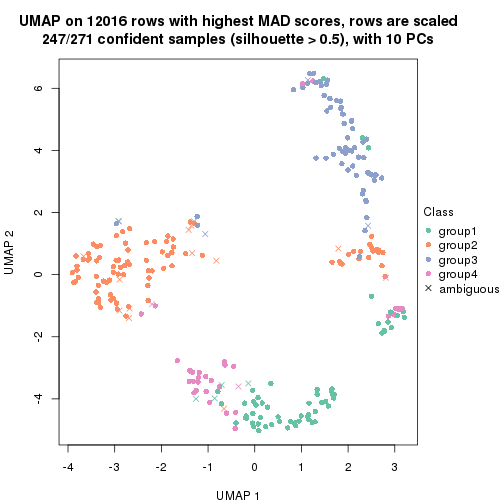 UMAP on 12016 rows with highest MAD scores, rows are scaled
247/271 confident samples (silhouette > 0.5), with 10 PCs
6
4
2
0
-2
-4
UMAP 2
-4
-3
-2
-1
0
1
2
3
UMAP 1
Class
group1
group2
group3
group4
ambiguous